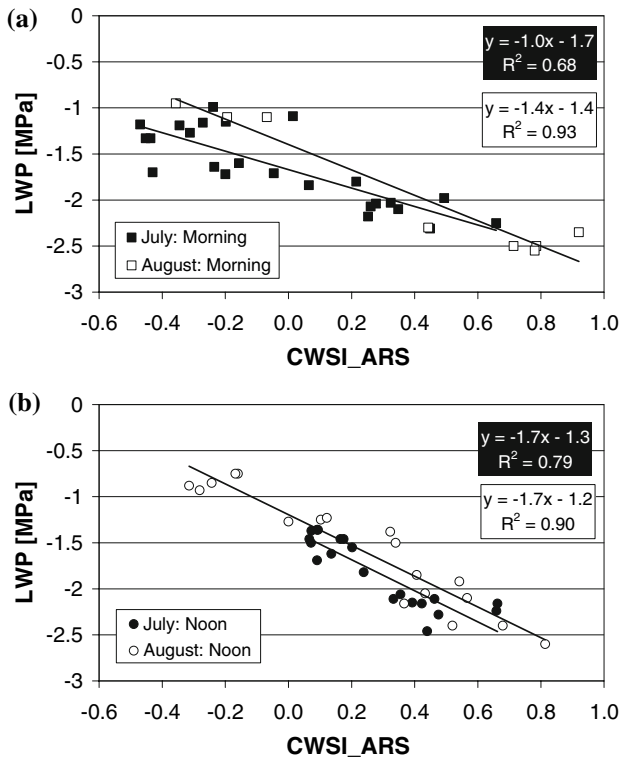 (a)
0
-0.5
-1
-1.5
-2
-2.5
-3
LWP [MPa]
y = -1.0x - 1.7
R² = 0.68
y = -1.4x - 1.4
R² = 0.93
July: Morning
August: Morning
-0.6 -0.4 -0.2 0.0 0.2 0.4 0.6 0.8 1.0
CWSI_ARS
(b)
0
-0.5
-1
-1.5
-2
-2.5
-3
LWP [MPa]
y = -1.7x - 1.3
R² = 0.79
y = -1.7x - 1.2
R² = 0.90
July: Noon
August: Noon
-0.6 -0.4 -0.2 0.0 0.2 0.4 0.6 0.8 1.0
CWSI_ARS